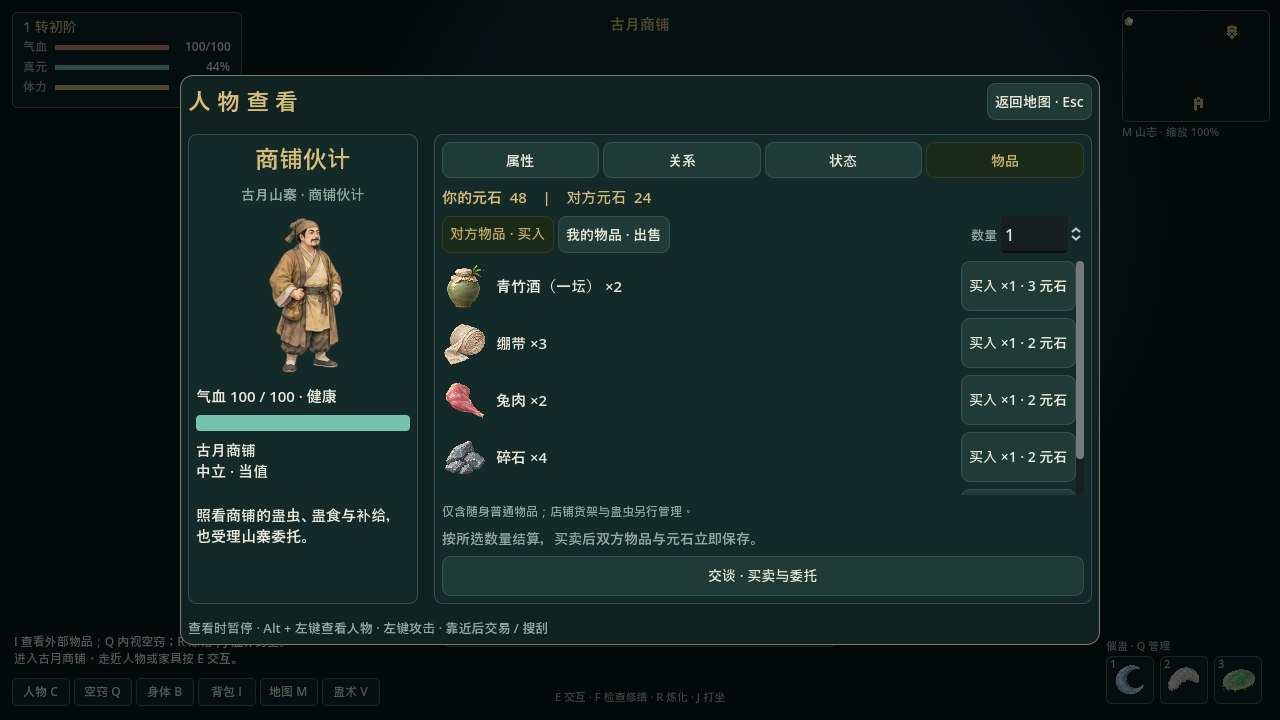 1 转初阶
气血 100/100
真元 44%
体力
古月商铺
M 山志 · 缩放 100%
人物查看
返回地图 · Esc
商铺伙计
古月山寨 · 商铺伙计
气血 100 / 100 · 健康
古月商铺
中立 · 当值
照看商铺的蛊虫、蛊食与补给，
也受理山寨委托。
属性 关系 状态 物品
你的元石 48 | 对方元石 24
对方物品 · 买入 我的物品 · 出售 数量 1
青竹酒（一坛） ×2 买入 ×1 · 3 元石
绷带 ×3 买入 ×1 · 2 元石
兔肉 ×2 买入 ×1 · 2 元石
碎石 ×4 买入 ×1 · 2 元石
仅含随身普通物品；店铺货架与蛊虫另行管理。
按所选数量结算，买卖后双方物品与元石立即保存。
交谈 · 买卖与委托
查看时暂停 · Alt + 左键查看人物 · 左键攻击 · 靠近后交易 / 搜刮
I 查看外部物品；Q 内视空窍；R
进入古月商铺。走近人物或家具按 E 交互。
人物 C 空窍 Q 身体 B 背包 I 地图 M 蛊术 V
E 交互 · F 检查修缮 · R 炼化 · J 打坐
催蛊 · Q 管理
1 2 3